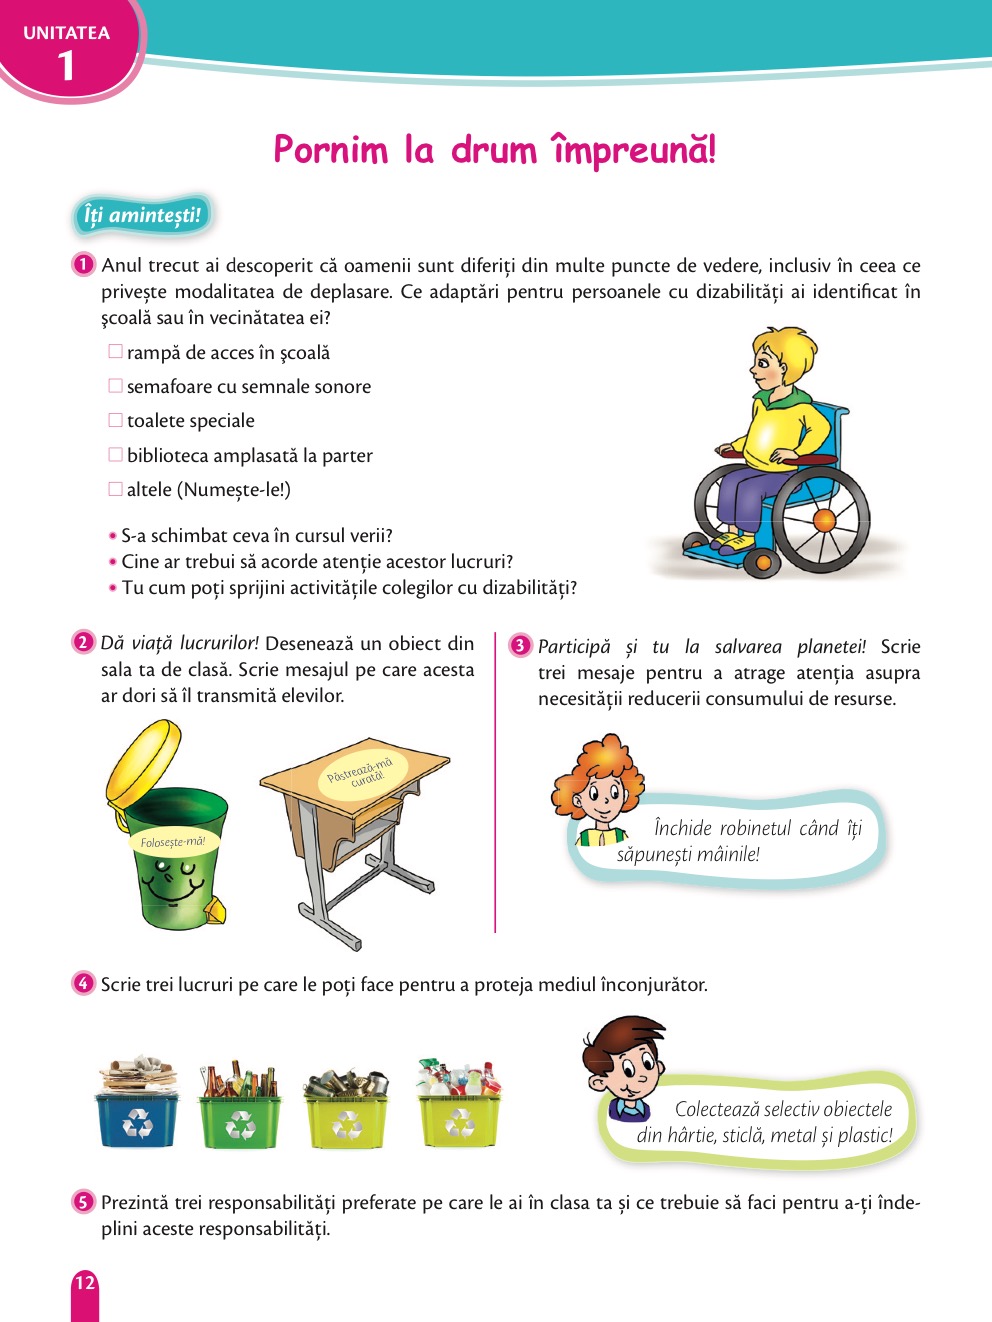 UNITATEA
1
Pornim la drum împreună!
Îți amintești!
1 Anul trecut ai descoperit că oamenii sunt diferiți din multe puncte de vedere, inclusiv în ceea ce
privește modalitatea de deplasare. Ce adaptări pentru persoanele cu dizabilități ai identificat în
şcoală sau în vecinătatea ei?
rampă de acces în şcoală
semafoare cu semnale sonore
toalete speciale
biblioteca amplasată la parter
altele (Numește-le!)
• S-a schimbat ceva în cursul verii?
• Cine ar trebui să acorde atenție acestor lucruri?
• Tu cum poți sprijini activitățile colegilor cu dizabilități?
2 Dă viață lucrurilor! Desenează un obiect din
sala ta de clasă. Scrie mesajul pe care acesta
ar dori să îl transmită elevilor.
Folosește-mă!
Păstrează-mă
curată!
3 Participă și tu la salvarea planetei! Scrie
trei mesaje pentru a atrage atenția asupra
necesității reducerii consumului de resurse.
Închide robinetul când îți
săpunești mâinile!
4 Scrie trei lucruri pe care le poți face pentru a proteja mediul înconjurător.
Colectează selectiv obiectele
din hârtie, sticlă, metal și plastic!
5 Prezintă trei responsabilități preferate pe care le ai în clasa ta și ce trebuie să faci pentru a-ți înde-
plini aceste responsabilități.
12